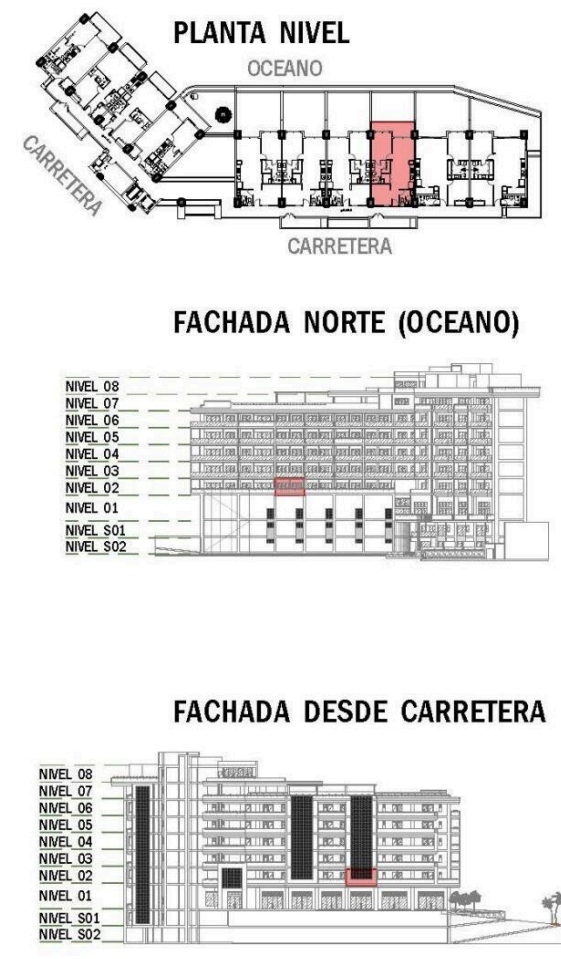 PLANTA NIVEL
OCEANO
CARRETERA
CARRETERA
FACHADA NORTE (OCEANO)
NIVEL 08
NIVEL 07
NIVEL 06
NIVEL 05
NIVEL 04
NIVEL 03
NIVEL 02
NIVEL 01
NIVEL S01
NIVEL S02
FACHADA DESDE CARRETERA
NIVEL 08
NIVEL 07
NIVEL 06
NIVEL 05
NIVEL 04
NIVEL 03
NIVEL 02
NIVEL 01
NIVEL S01
NIVEL S02